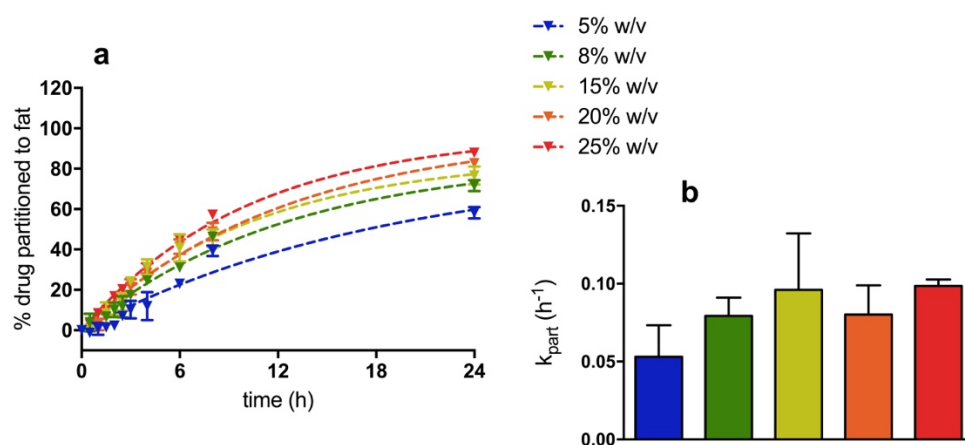 a
120
100
80
60
40
20
0
% drug partitioned to fat
0 6 12 18 24
time (h)
5% w/v
8% w/v
15% w/v
20% w/v
25% w/v
b
0.15
0.10
0.05
0.00
k_part (h⁻¹)